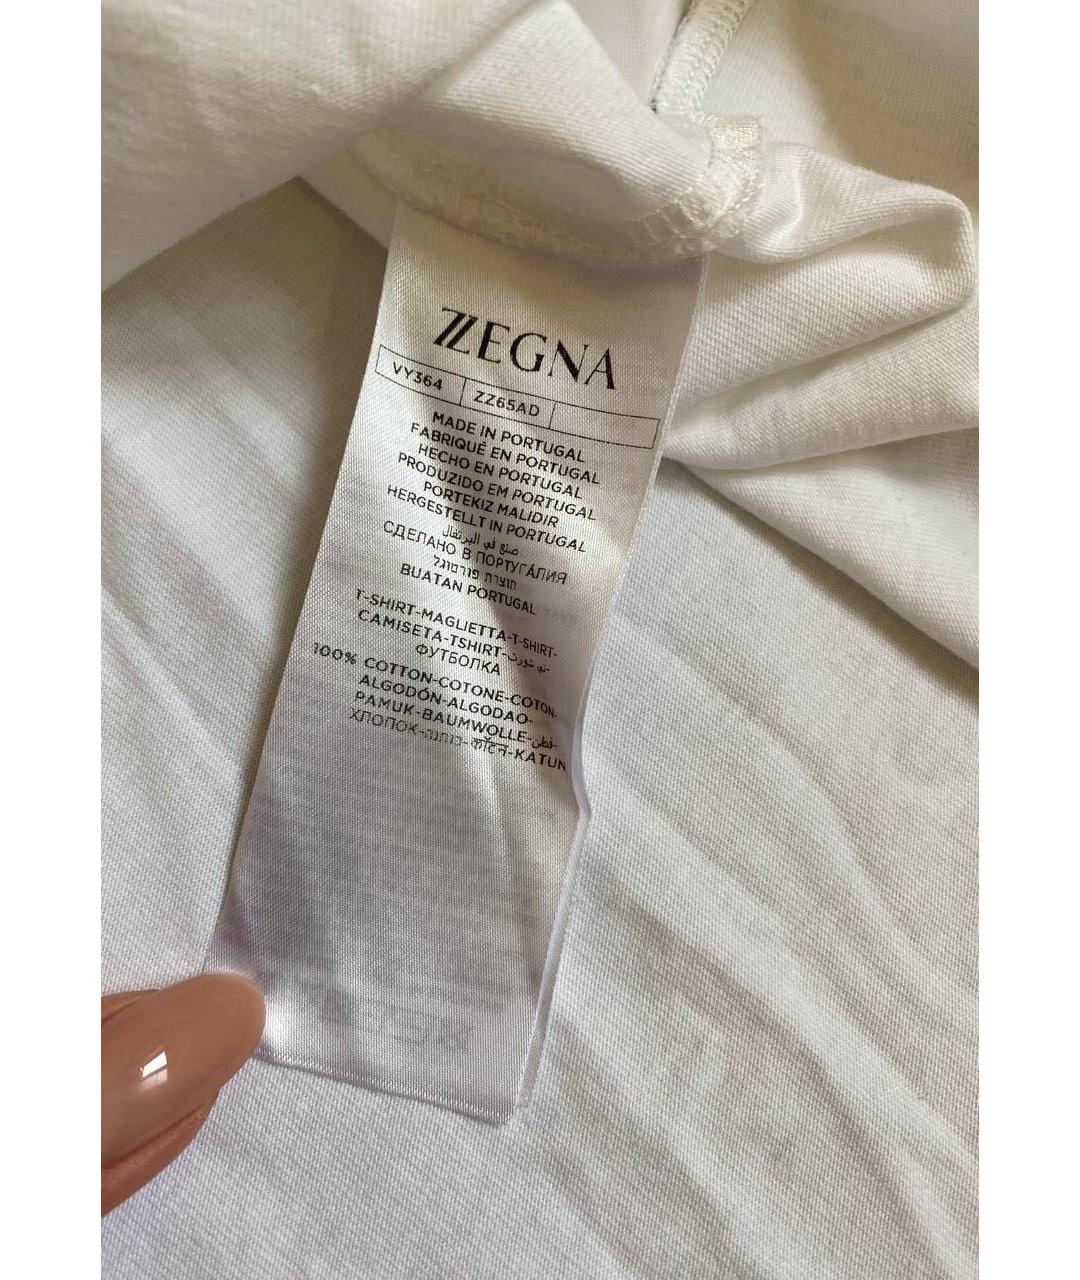 ZZEGNA
VY364 ZZ65AD
MADE IN PORTUGAL
FABRIQUÉ EN PORTUGAL
HECHO EN PORTUGAL
PRODUZIDO EM PORTUGAL
PORTEKIZ MALIDIR
HERGESTELLT IN PORTUGAL
صنع في البرتغال
СДЕЛАНО В ПОРТУГАЛИЯ
תוצרת פורטוגל
BUATAN PORTUGAL
T-SHIRT-MAGLIETTA-T-SHIRT-
CAMISETA-TSHIRT-تي شورت-
ФУТБОЛКА
100% COTTON-COTONE-COTON-
ALGODÓN-ALGODAO-
PAMUK-BAUMWOLLE-قطن-
ХЛОПОК-כותנה-कॉटन-KATUN